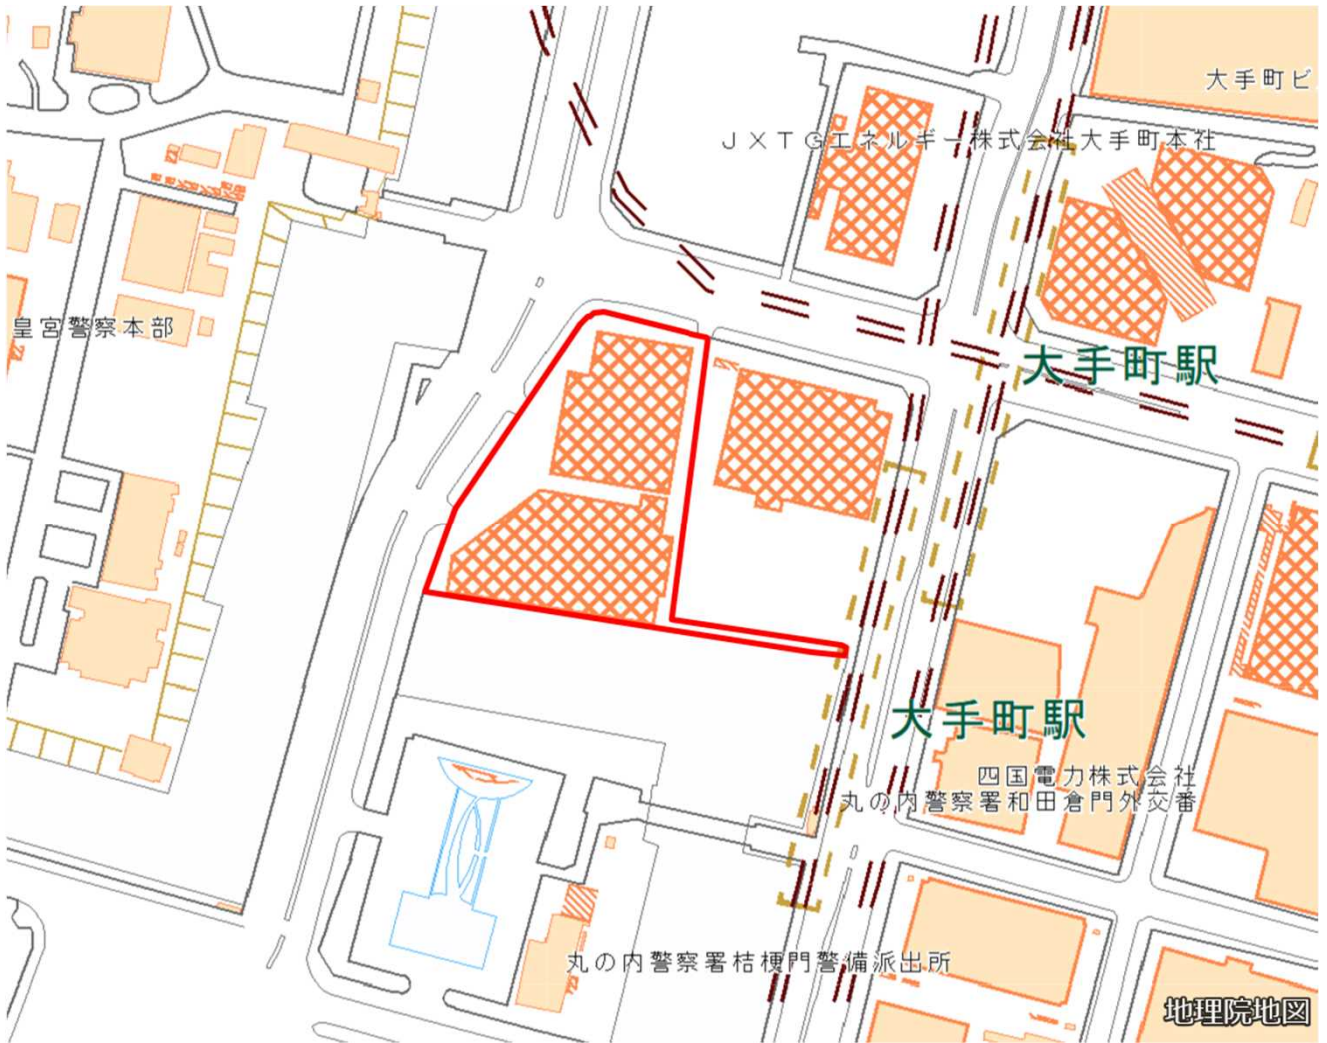 大手町ビ
JXTGエネルギー株式会社大手町本社
皇宮警察本部
大手町駅
大手町駅
四国電力株式会社
丸の内警察署和田倉門外交番
丸の内警察署桔梗門警備派出所
地理院地図